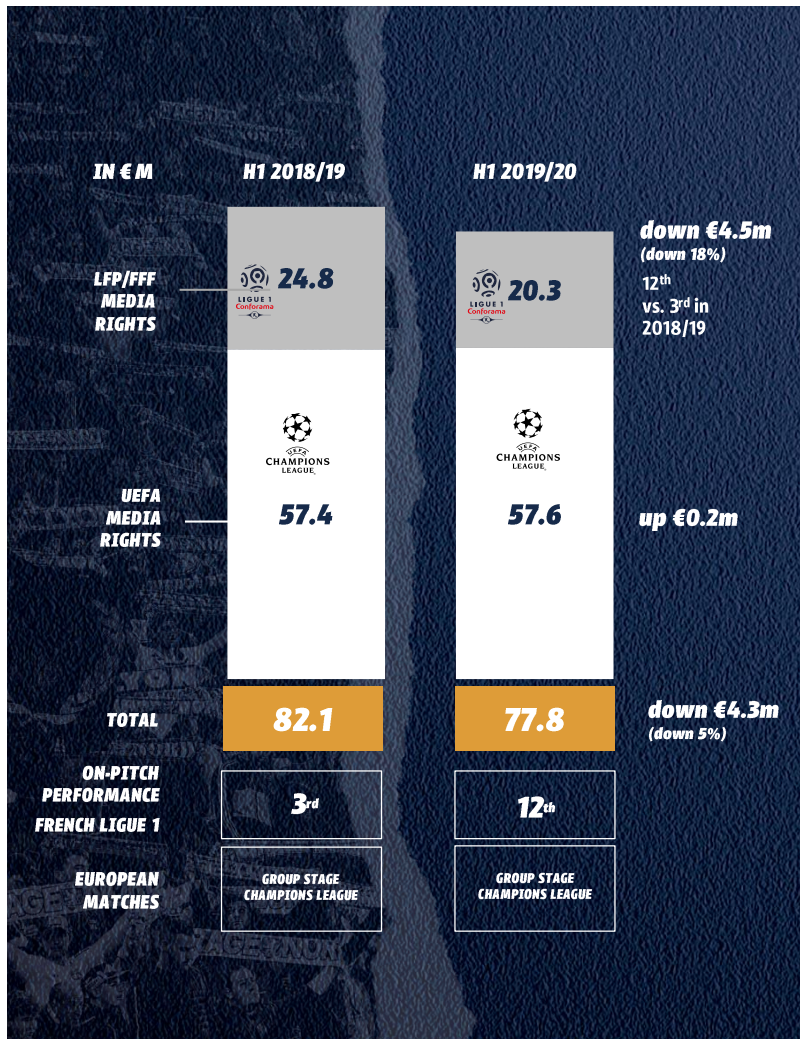 IN € M
H1 2018/19
H1 2019/20
LFP/FFF
MEDIA
RIGHTS
LIGUE 1
Conforama
24.8
LIGUE 1
Conforama
20.3
down €4.5m
(down 18%)
12th
vs. 3rd in
2018/19
UEFA
MEDIA
RIGHTS
UEFA
CHAMPIONS
LEAGUE
57.4
UEFA
CHAMPIONS
LEAGUE
57.6
up €0.2m
TOTAL
82.1
77.8
down €4.3m
(down 5%)
ON-PITCH
PERFORMANCE
FRENCH LIGUE 1
3rd
12th
EUROPEAN
MATCHES
GROUP STAGE
CHAMPIONS LEAGUE
GROUP STAGE
CHAMPIONS LEAGUE